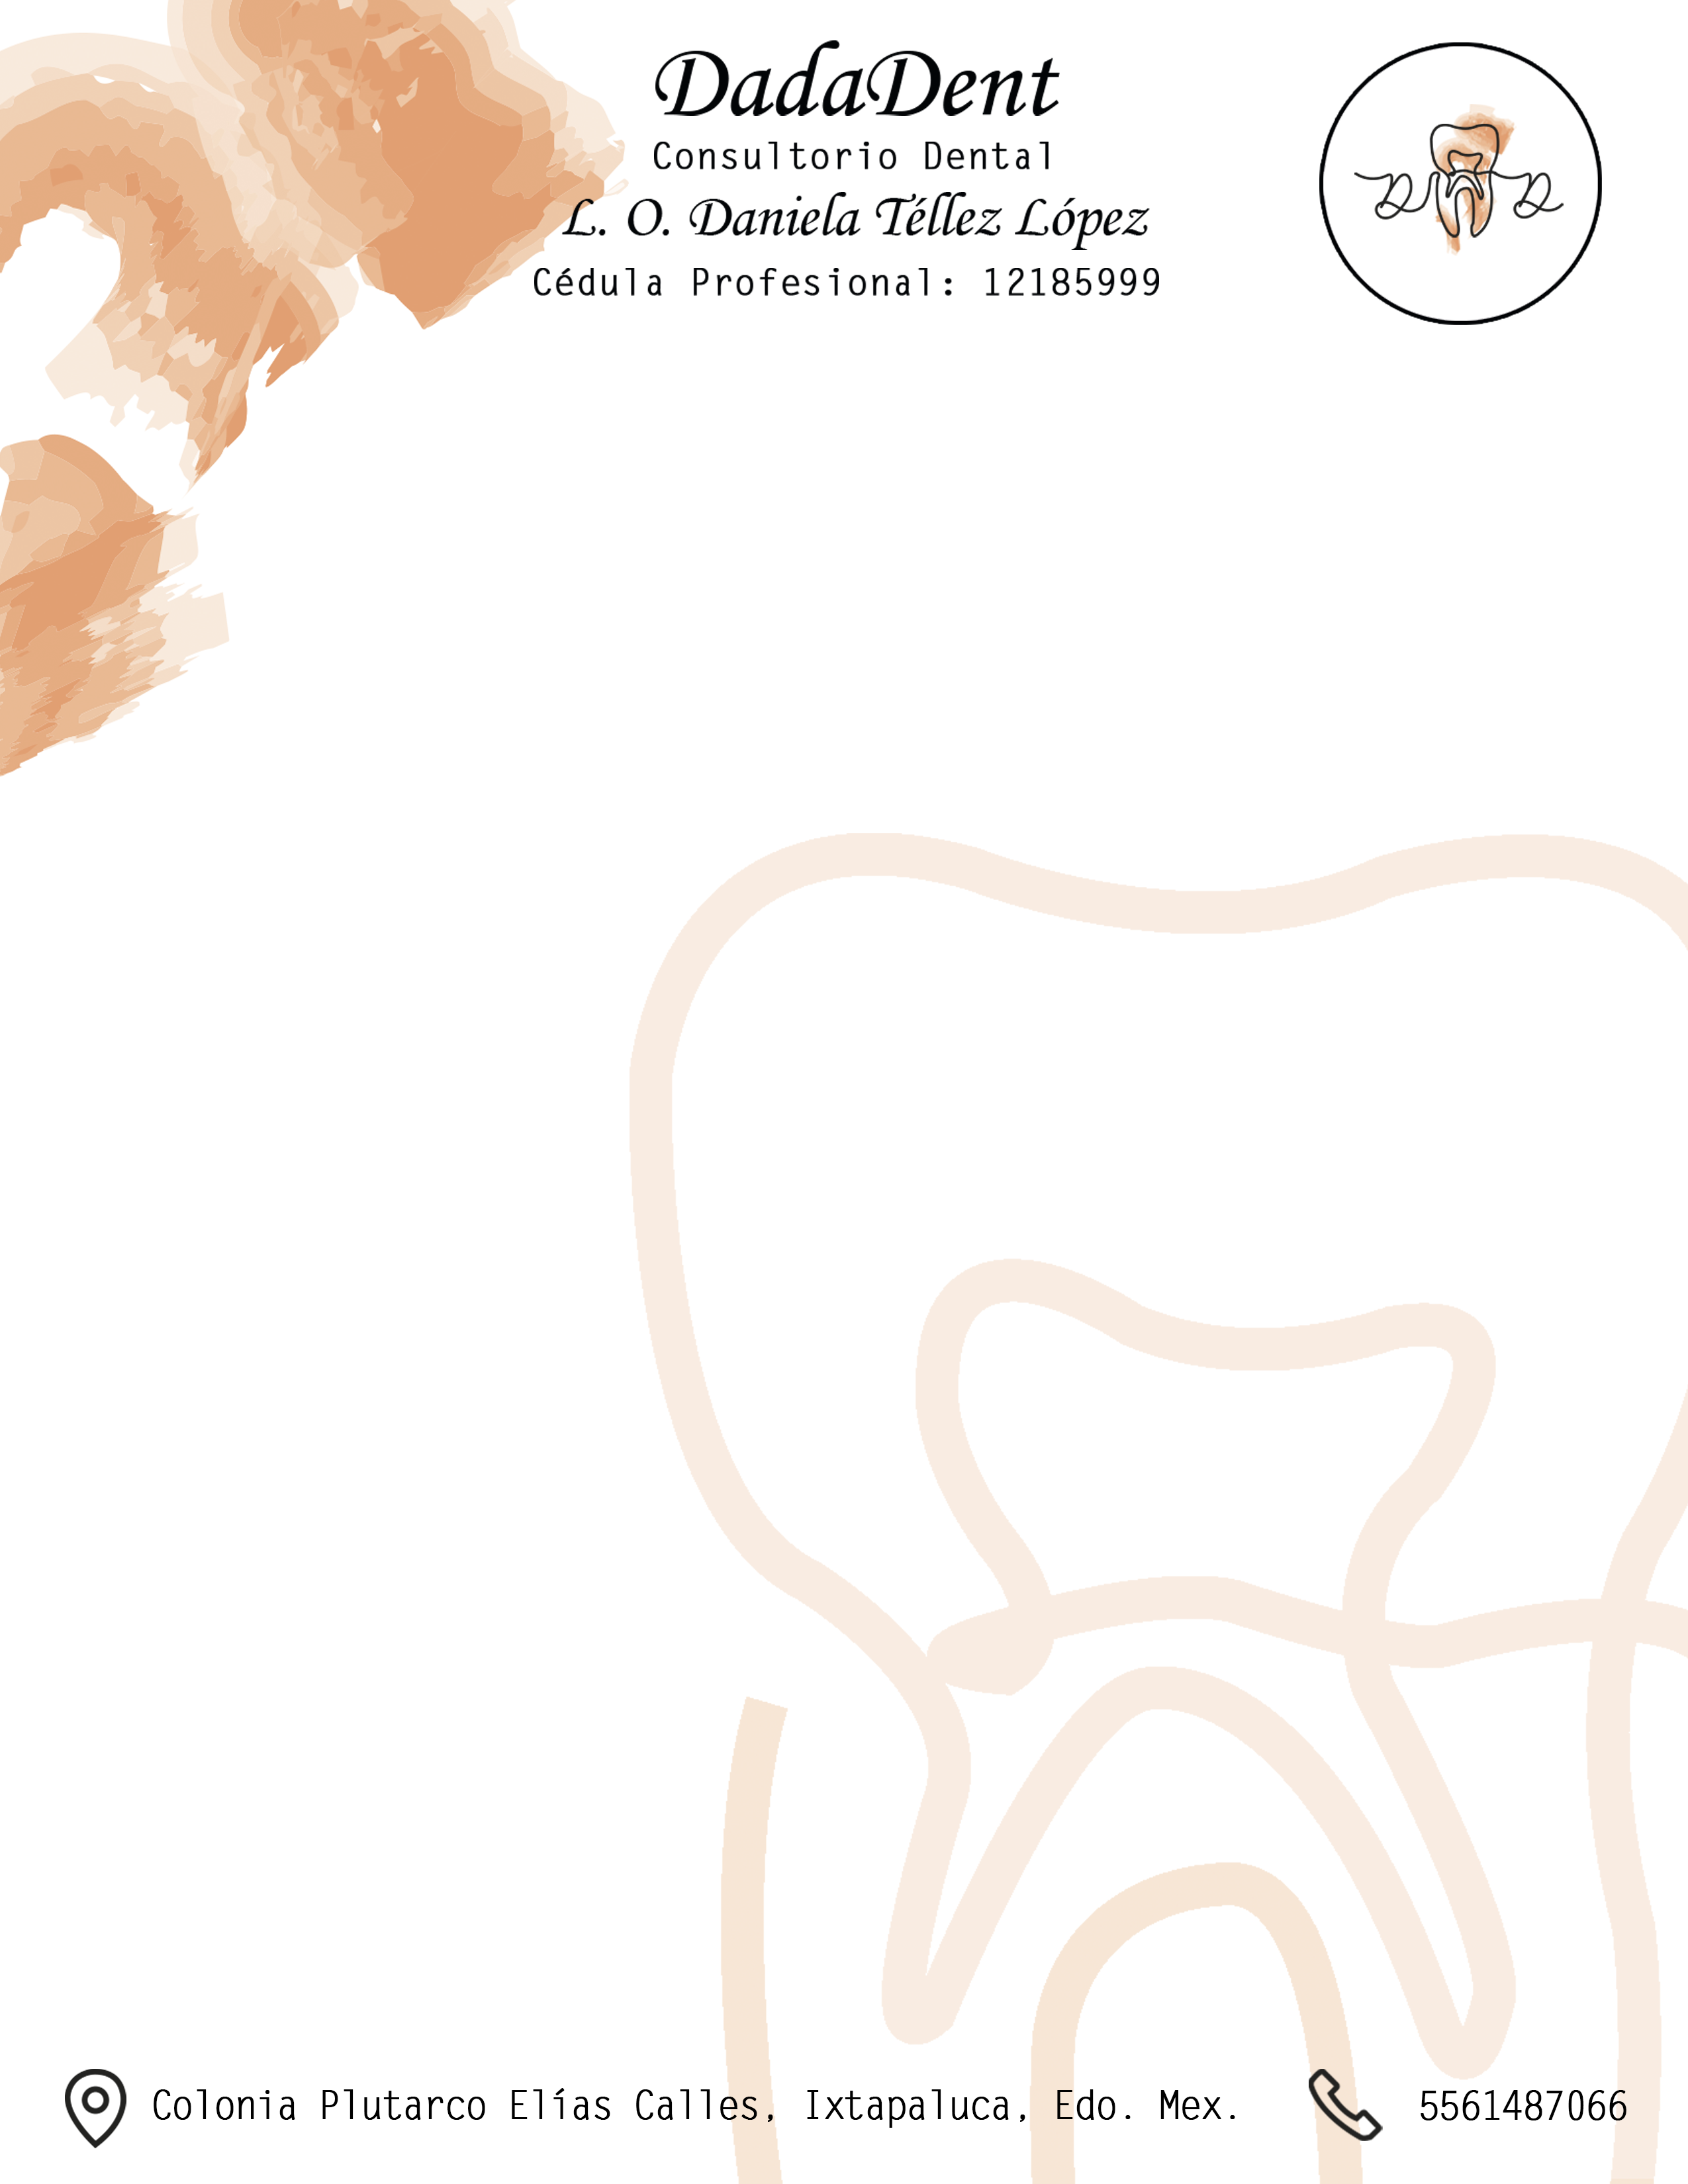 DadaDent
Consultorio Dental
L. O. Daniela Téllez López
Cédula Profesional: 12185999
D D
Colonia Plutarco Elías Calles, Ixtapaluca, Edo. Mex.
5561487066